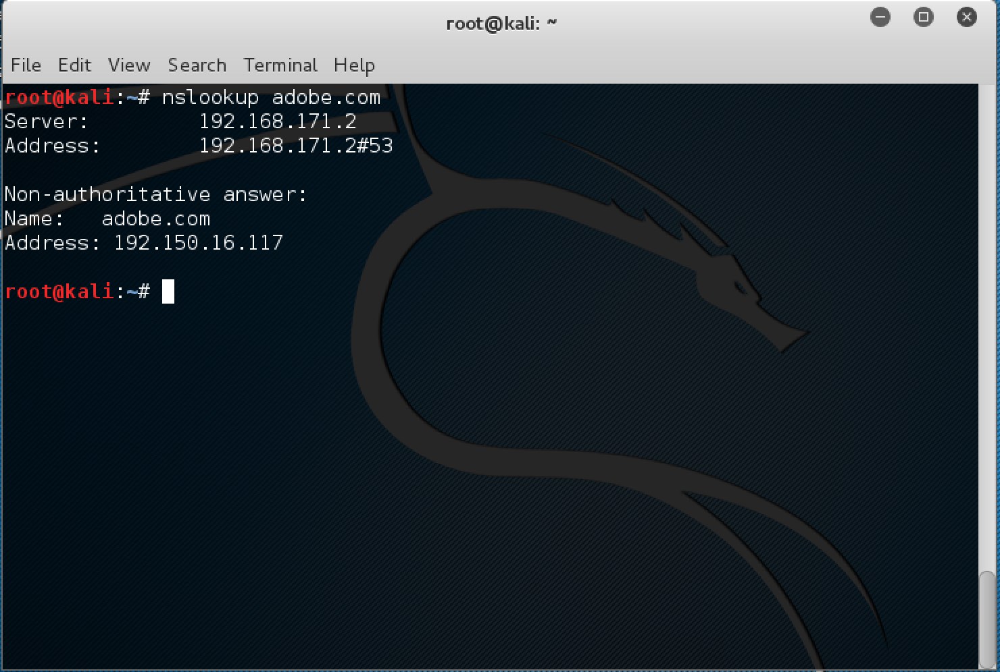 root@kali: ~
File Edit View Search Terminal Help
root@kali:~# nslookup adobe.com
Server:         192.168.171.2
Address:        192.168.171.2#53
Non-authoritative answer:
Name:   adobe.com
Address: 192.150.16.117
root@kali:~#